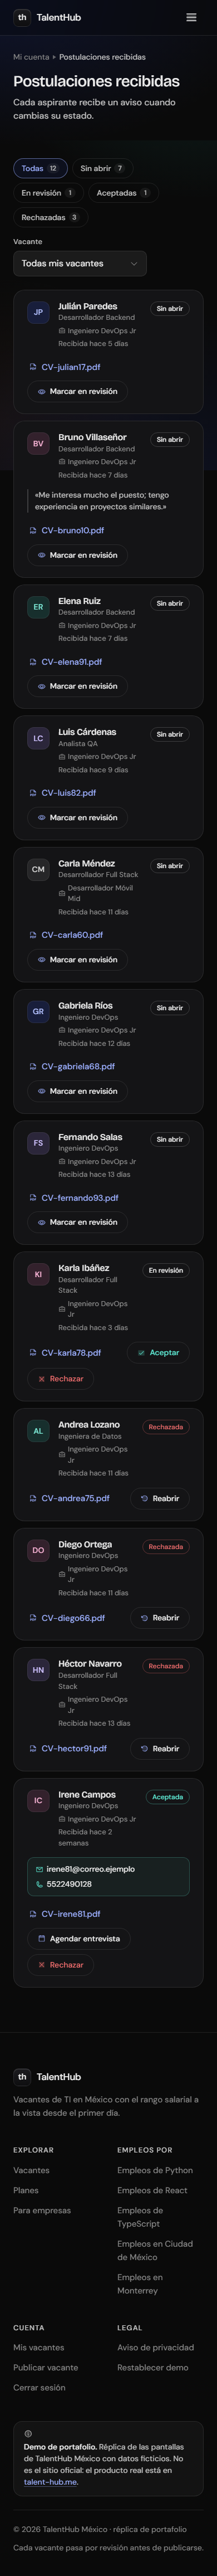 th TalentHub
Mi cuenta > Postulaciones recibidas
Postulaciones recibidas
Cada aspirante recibe un aviso cuando
cambias su estado.
Todas 12 Sin abrir 7
En revisión 1 Aceptadas 1
Rechazadas 3
Vacante
Todas mis vacantes
JP Julián Paredes Sin abrir
Desarrollador Backend
Ingeniero DevOps Jr
Recibida hace 5 días
CV-julian17.pdf
Marcar en revisión
BV Bruno Villaseñor Sin abrir
Desarrollador Backend
Ingeniero DevOps Jr
Recibida hace 7 días
«Me interesa mucho el puesto; tengo
experiencia en proyectos similares.»
CV-bruno10.pdf
Marcar en revisión
ER Elena Ruiz Sin abrir
Desarrollador Backend
Ingeniero DevOps Jr
Recibida hace 7 días
CV-elena91.pdf
Marcar en revisión
LC Luis Cárdenas Sin abrir
Analista QA
Ingeniero DevOps Jr
Recibida hace 9 días
CV-luis82.pdf
Marcar en revisión
CM Carla Méndez Sin abrir
Desarrollador Full Stack
Desarrollador Móvil
Mid
Recibida hace 11 días
CV-carla60.pdf
Marcar en revisión
GR Gabriela Ríos Sin abrir
Ingeniero DevOps
Ingeniero DevOps Jr
Recibida hace 12 días
CV-gabriela68.pdf
Marcar en revisión
FS Fernando Salas Sin abrir
Ingeniero DevOps
Ingeniero DevOps Jr
Recibida hace 13 días
CV-fernando93.pdf
Marcar en revisión
KI Karla Ibáñez En revisión
Desarrollador Full
Stack
Ingeniero DevOps
Jr
Recibida hace 3 días
CV-karla78.pdf Aceptar
Rechazar
AL Andrea Lozano Rechazada
Ingeniera de Datos
Ingeniero DevOps
Jr
Recibida hace 11 días
CV-andrea75.pdf Reabrir
DO Diego Ortega Rechazada
Ingeniero DevOps
Ingeniero DevOps
Jr
Recibida hace 11 días
CV-diego66.pdf Reabrir
HN Héctor Navarro Rechazada
Desarrollador Full
Stack
Ingeniero DevOps
Jr
Recibida hace 13 días
CV-hector91.pdf Reabrir
IC Irene Campos Aceptada
Ingeniero DevOps
Ingeniero DevOps Jr
Recibida hace 2
semanas
irene81@correo.ejemplo
5522490128
CV-irene81.pdf
Agendar entrevista
Rechazar
th TalentHub
Vacantes de TI en México con el rango salarial a
la vista desde el primer día.
EXPLORAR
Vacantes
Planes
Para empresas
EMPLEOS POR
Empleos de Python
Empleos de React
Empleos de
TypeScript
Empleos en Ciudad
de México
Empleos en
Monterrey
CUENTA
Mis vacantes
Publicar vacante
Cerrar sesión
LEGAL
Aviso de privacidad
Restablecer demo
Demo de portafolio. Réplica de las pantallas
de TalentHub México con datos ficticios. No
es el sitio oficial: el producto real está en
talent-hub.me.
© 2026 TalentHub México · réplica de portafolio
Cada vacante pasa por revisión antes de publicarse.